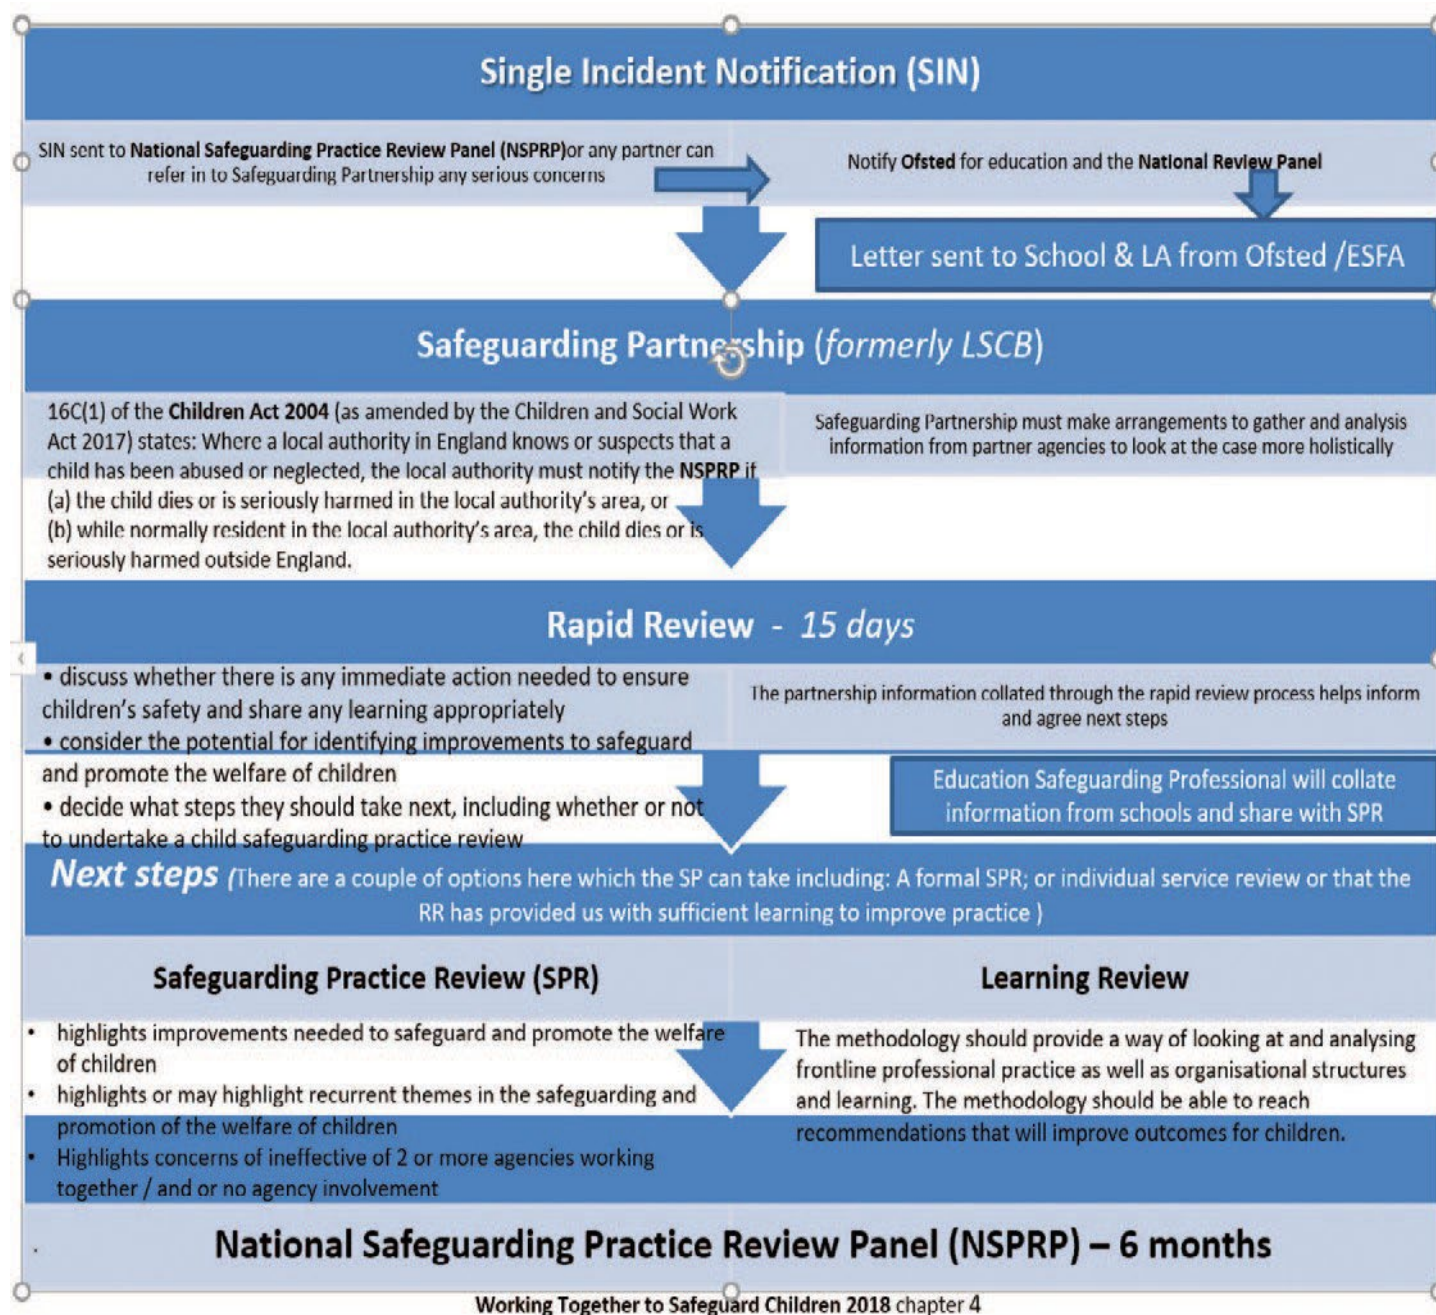 Single Incident Notification (SIN)
SIN sent to National Safeguarding Practice Review Panel (NSPRP)or any partner can
refer in to Safeguarding Partnership any serious concerns
Notify Ofsted for education and the National Review Panel
Letter sent to School & LA from Ofsted /ESFA
Safeguarding Partnership (formerly LSCB)
16C(1) of the Children Act 2004 (as amended by the Children and Social Work
Act 2017) states: Where a local authority in England knows or suspects that a
child has been abused or neglected, the local authority must notify the NSPRP if
(a) the child dies or is seriously harmed in the local authority's area, or
(b) while normally resident in the local authority's area, the child dies or is
seriously harmed outside England.
Safeguarding Partnership must make arrangements to gather and analysis
information from partner agencies to look at the case more holistically
Rapid Review - 15 days
• discuss whether there is any immediate action needed to ensure
children's safety and share any learning appropriately
• consider the potential for identifying improvements to safeguard
and promote the welfare of children
• decide what steps they should take next, including whether or not
to undertake a child safeguarding practice review
The partnership information collated through the rapid review process helps inform
and agree next steps
Education Safeguarding Professional will collate
information from schools and share with SPR
Next steps (There are a couple of options here which the SP can take including: A formal SPR; or individual service review or that the
RR has provided us with sufficient learning to improve practice )
Safeguarding Practice Review (SPR)
• highlights improvements needed to safeguard and promote the welfare
of children
• highlights or may highlight recurrent themes in the safeguarding and
promotion of the welfare of children
• Highlights concerns of ineffective of 2 or more agencies working
together / and or no agency involvement
Learning Review
The methodology should provide a way of looking at and analysing
frontline professional practice as well as organisational structures
and learning. The methodology should be able to reach
recommendations that will improve outcomes for children.
National Safeguarding Practice Review Panel (NSPRP) – 6 months
Working Together to Safeguard Children 2018 chapter 4